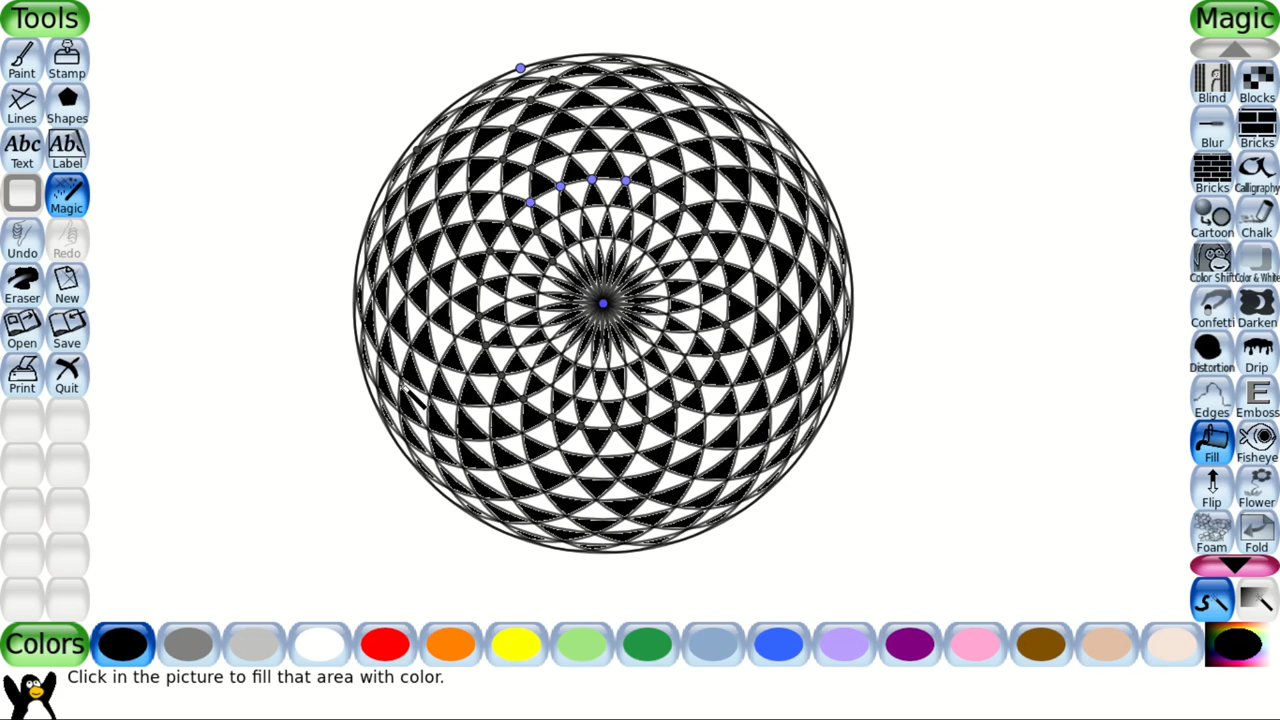 Tools
Magic
Paint
Stamp
Lines
Shapes
Abc
Text
Abc
Label
Magic
Undo
Redo
Eraser
New
Open
Save
Print
Quit
Blind
Blocks
Blur
Bricks
Bricks
Calligraphy
Cartoon
Chalk
Color Shift
Color & White
Confetti
Darken
Distortion
Drip
Edges
E
Emboss
Fill
Fisheye
Flip
Flower
Foam
Fold
Colors
Click in the picture to fill that area with color.